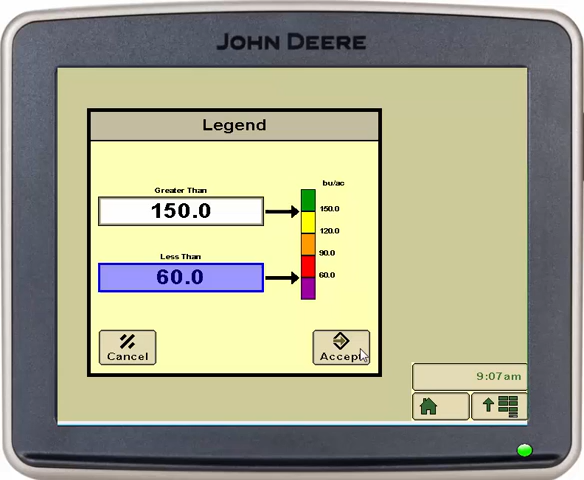 JOHN DEERE
Legend
bu/ac
Greater Than
150.0
150.0
120.0
90.0
Less Than
60.0
60.0
Cancel
Accept
9:07am